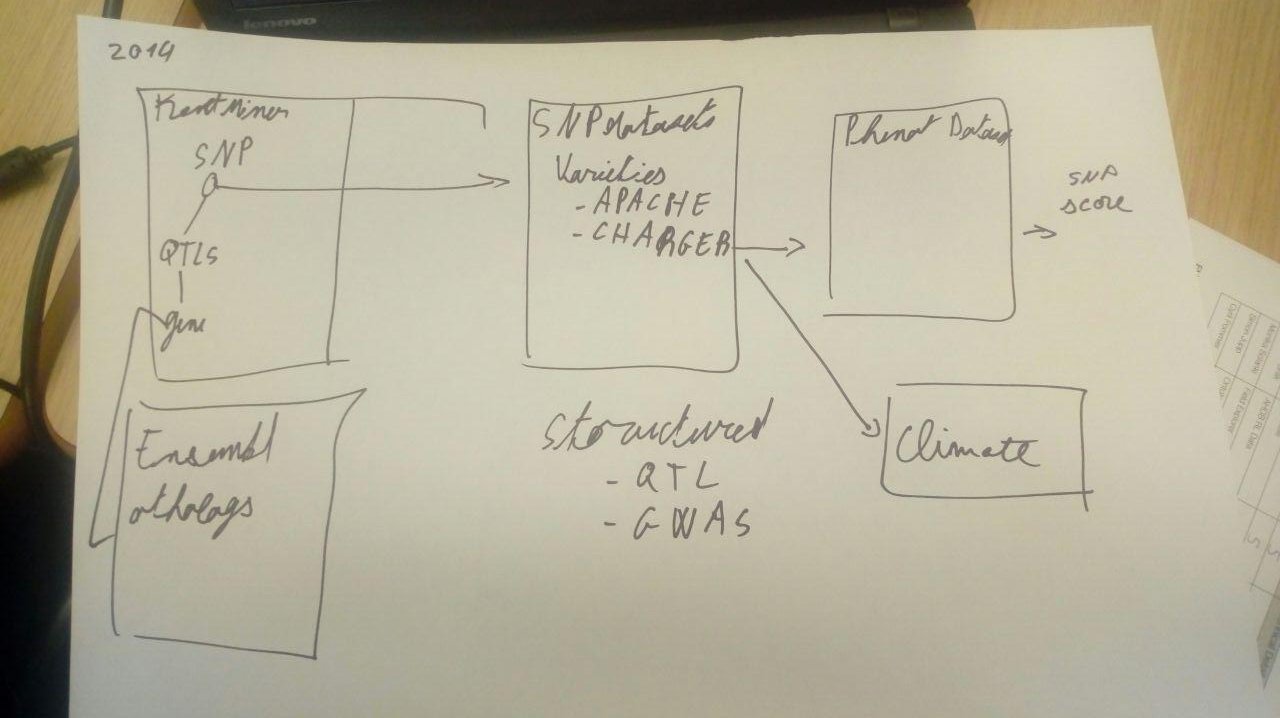 lenovo
2014
KnetMiner
SNP
QTLs
gene
Ensembl
orthologs
SNP datasets
Varieties
- APACHE
- CHARGER
Structured
- QTL
- GWAS
Phenot Datas
Climate
SNP
score